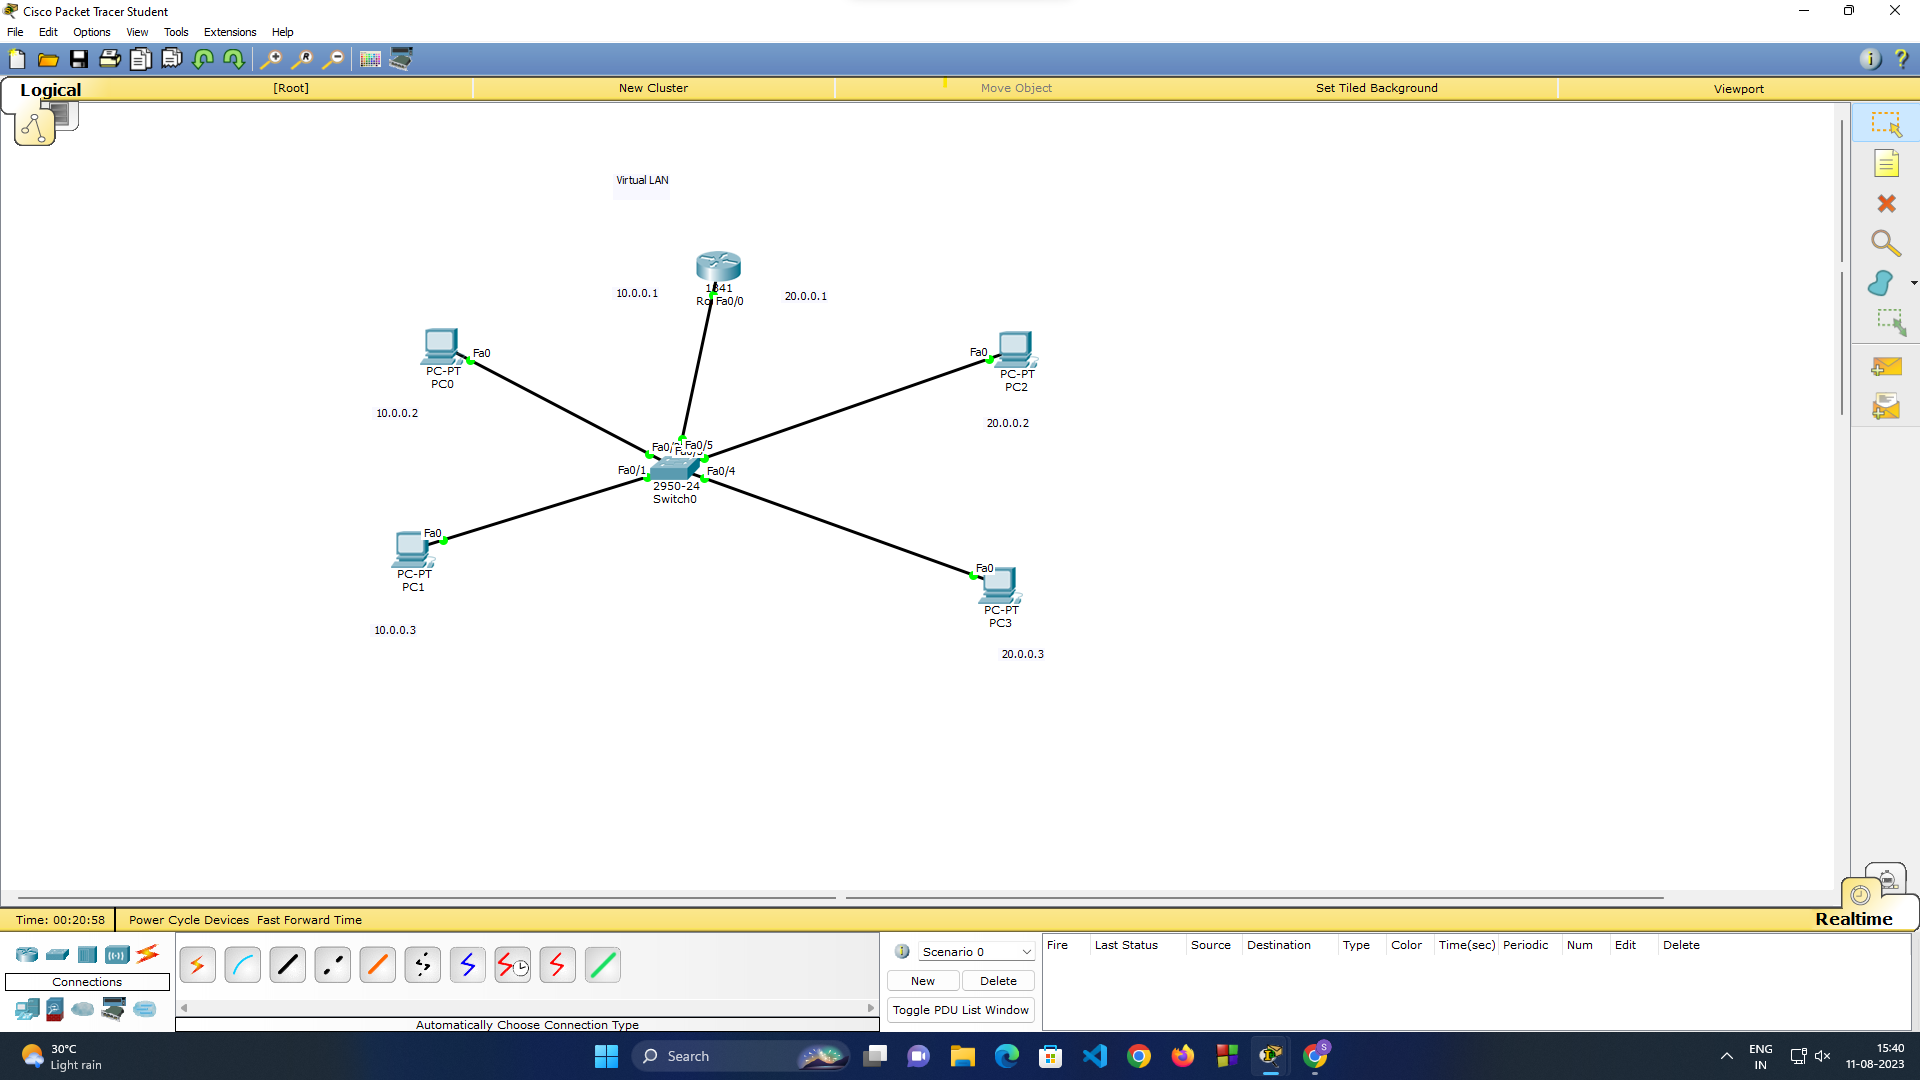 Cisco Packet Tracer Student
File Edit Options View Tools Extensions Help
Logical [Root] New Cluster Move Object Set Tiled Background Viewport
Virtual LAN
1841
10.0.0.1 Fa0/0 20.0.0.1
Fa0
PC-PT
PC0
10.0.0.2
Fa0
PC-PT
PC2
20.0.0.2
Fa0/5
Fa0/1 Fa0/4
2950-24
Switch0
Fa0
PC-PT
PC1
10.0.0.3
Fa0
PC-PT
PC3
20.0.0.3
Time: 00:20:58 Power Cycle Devices Fast Forward Time Realtime
Connections
Automatically Choose Connection Type
Scenario 0
New Delete
Toggle PDU List Window
Fire Last Status Source Destination Type Color Time(sec) Periodic Num Edit Delete
30°C
Light rain
Search
ENG
IN
15:40
11-08-2023